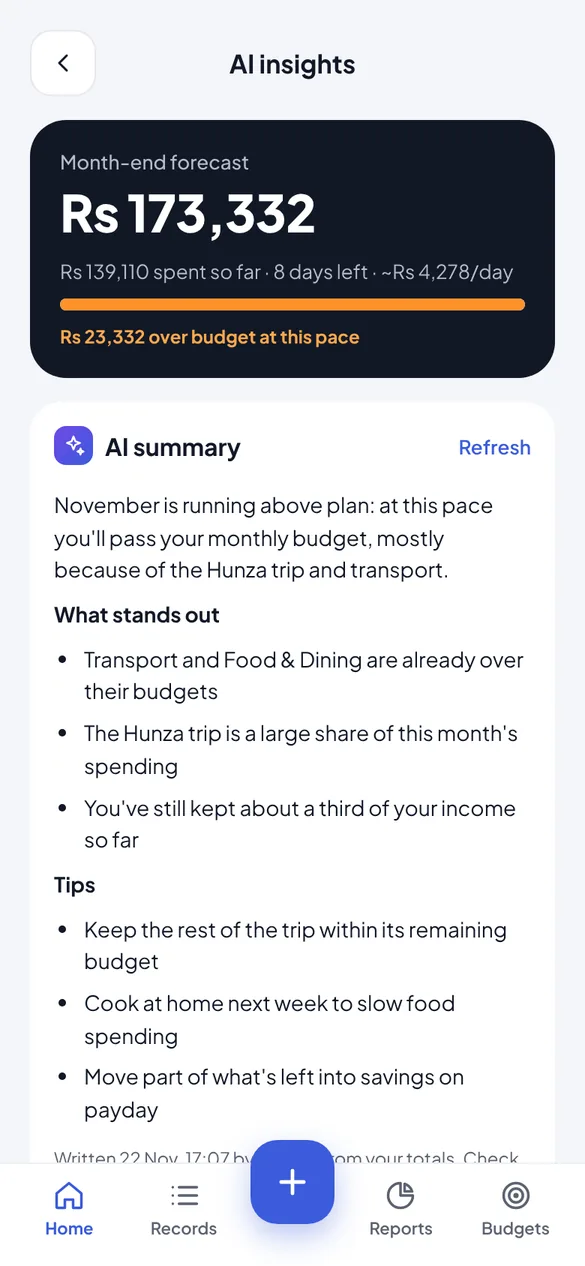 AI insights
Month-end forecast
Rs 173,332
Rs 139,110 spent so far · 8 days left · ~Rs 4,278/day
Rs 23,332 over budget at this pace
AI summary
Refresh
November is running above plan: at this pace
you'll pass your monthly budget, mostly
because of the Hunza trip and transport.
What stands out
• Transport and Food & Dining are already over
their budgets
• The Hunza trip is a large share of this month's
spending
• You've still kept about a third of your income
so far
Tips
• Keep the rest of the trip within its remaining
budget
• Cook at home next week to slow food
spending
• Move part of what's left into savings on
payday
Written 22 Nov, 17:07 by from your totals. Check
Home
Records
Reports
Budgets